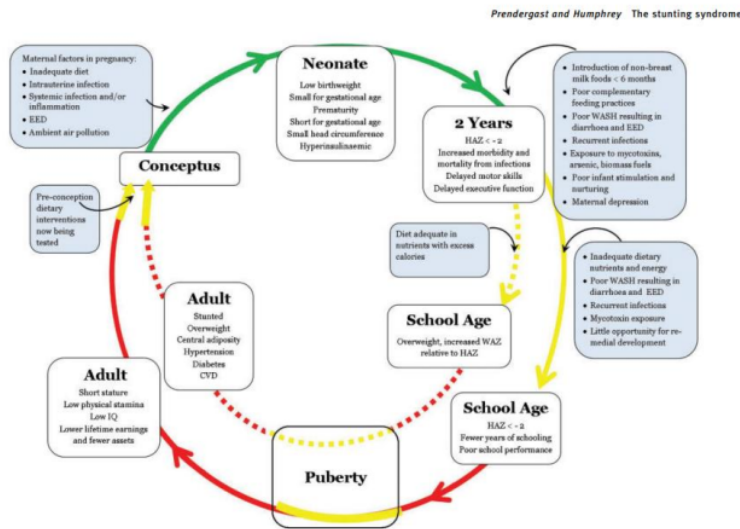 Prendergast and Humphrey The stunting syndrome
Maternal factors in pregnancy:
Inadequate diet
Intrauterine infection
Systemic infection and/or
inflammation
EED
Ambient air pollution
Neonate
Low birthweight
Small for gestational age
Prematurity
Short for gestational age
Small head circumference
Hyperinsulinaemic
Introduction of non-breast
milk foods < 6 months
Poor complementary
feeding practices
Poor WASH resulting in
diarrhoea and EED
Recurrent infections
Exposure to mycotoxins,
arsenic, biomass fuels
Poor infant stimulation and
nurturing
Maternal depression
2 Years
HAZ < -2
Increased morbidity and
mortality from infections
Delayed motor skills
Delayed executive function
Conceptus
Pre-conception
dietary
interventions
now being
tested
Diet adequate in
nutrients with excess
calories
Inadequate dietary
nutrients and energy
Poor WASH resulting in
diarrhoea and EED
Recurrent infections
Mycotoxin exposure
Little opportunity for re-
medial development
Adult
Stunted
Overweight
Central adiposity
Hypertension
Diabetes
CVD
School Age
Overweight, increased WAZ
relative to HAZ
Adult
Short stature
Low physical stamina
Low IQ
Lower lifetime earnings
and fewer assets
School Age
HAZ < -2
Fewer years of schooling
Poor school performance
Puberty